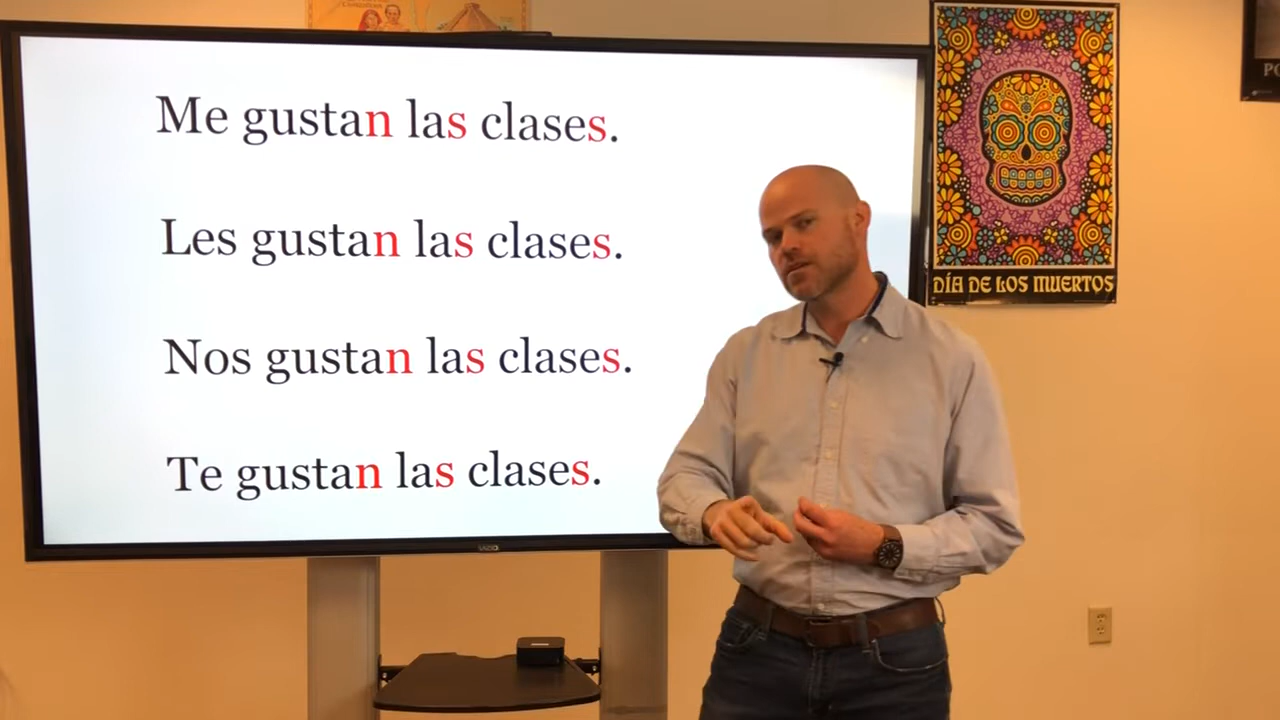 Me gustan las clases.
Les gustan las clases.
Nos gustan las clases.
Te gustan las clases.
DÍA DE LOS MUERTOS
VIZIO